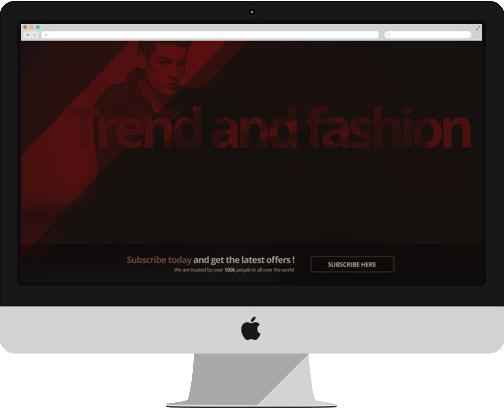 Trend and fashion
Subscribe today and get the latest offers !
We are trusted by over 100k people in all over the world
SUBSCRIBE HERE